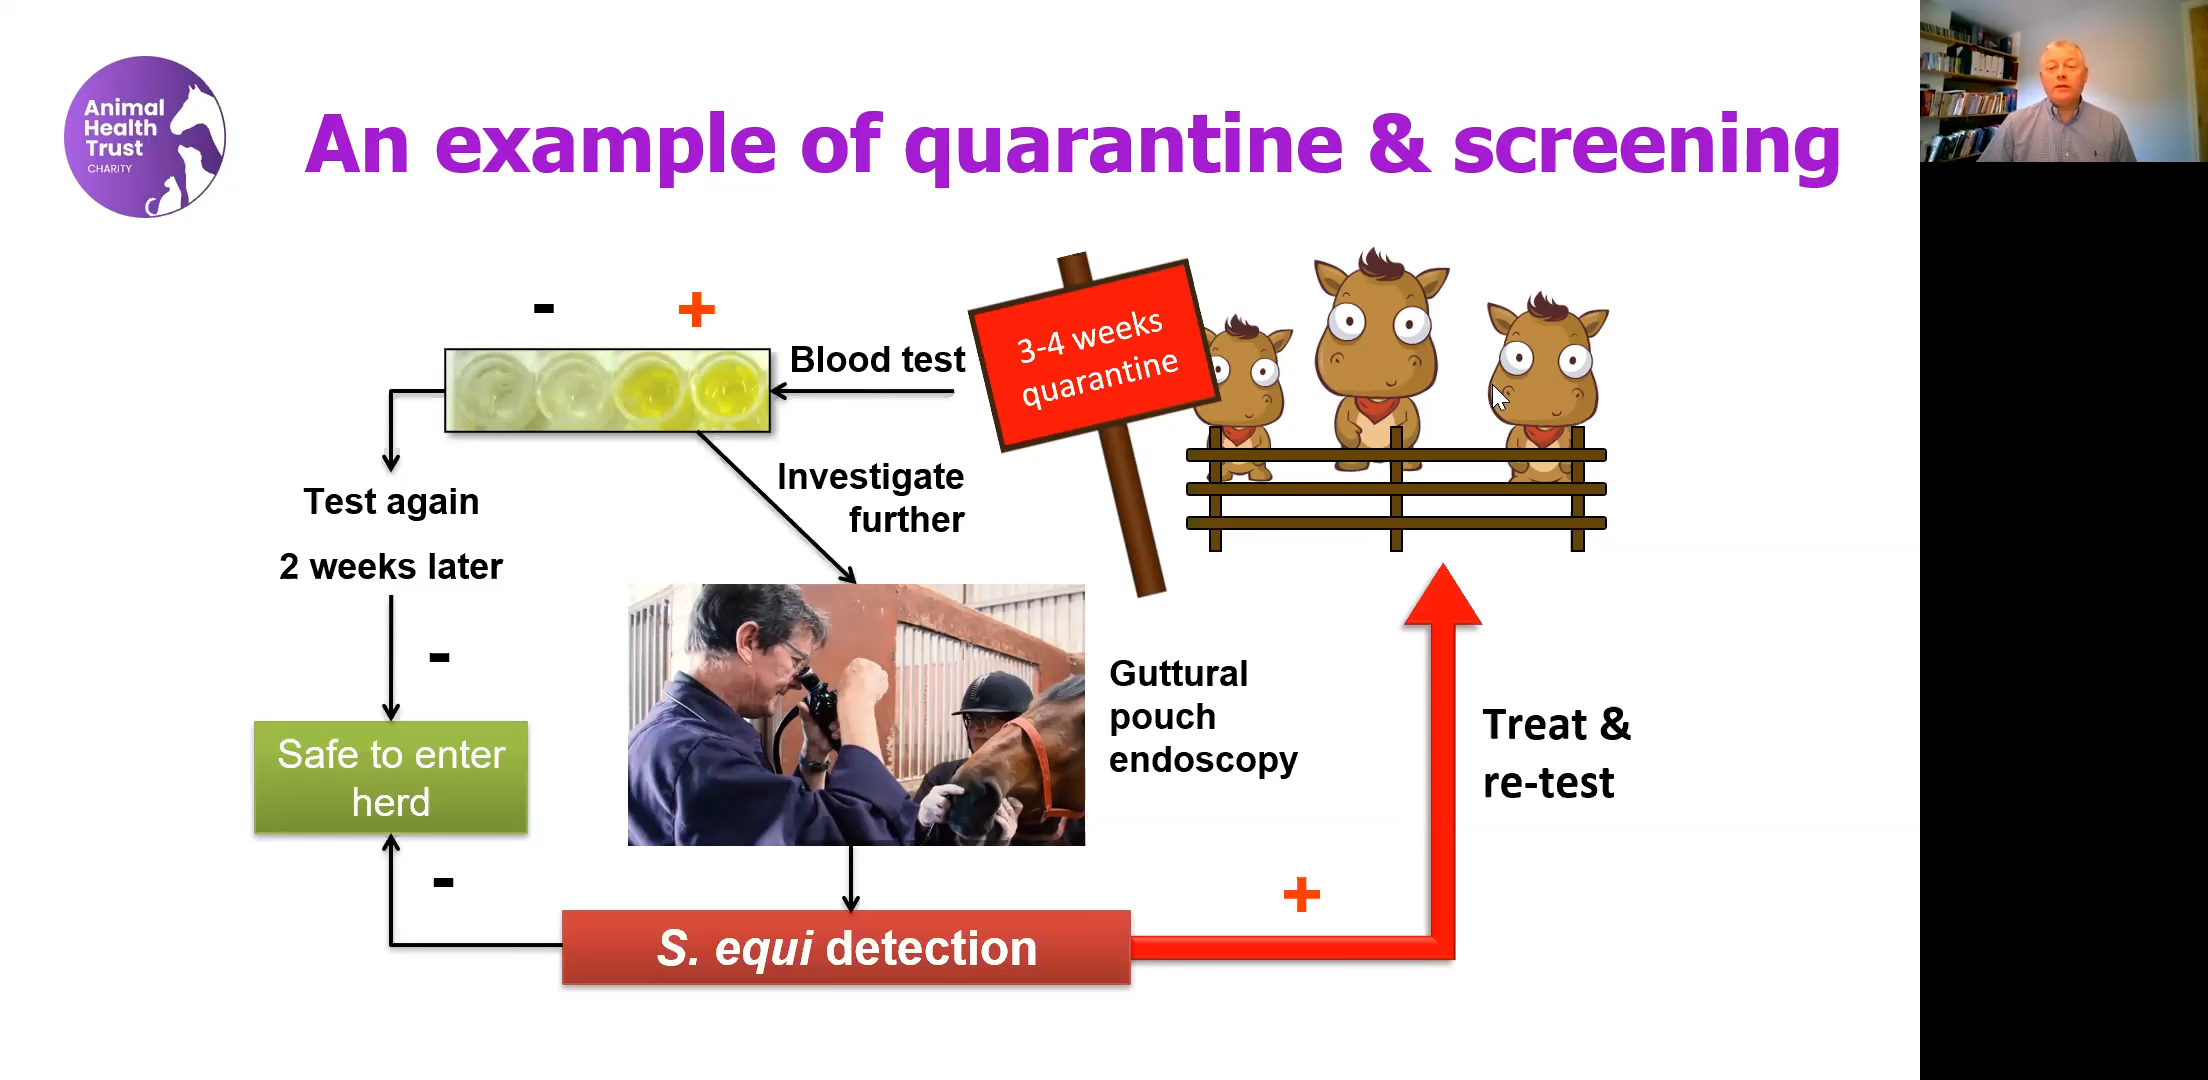 Animal
Health
Trust
CHARITY
An example of quarantine & screening
- +
Blood test
3-4 weeks
quarantine
Investigate
further
Test again
2 weeks later
-
Safe to enter
herd
Guttural
pouch
endoscopy
Treat &
re-test
-
+
S. equi detection